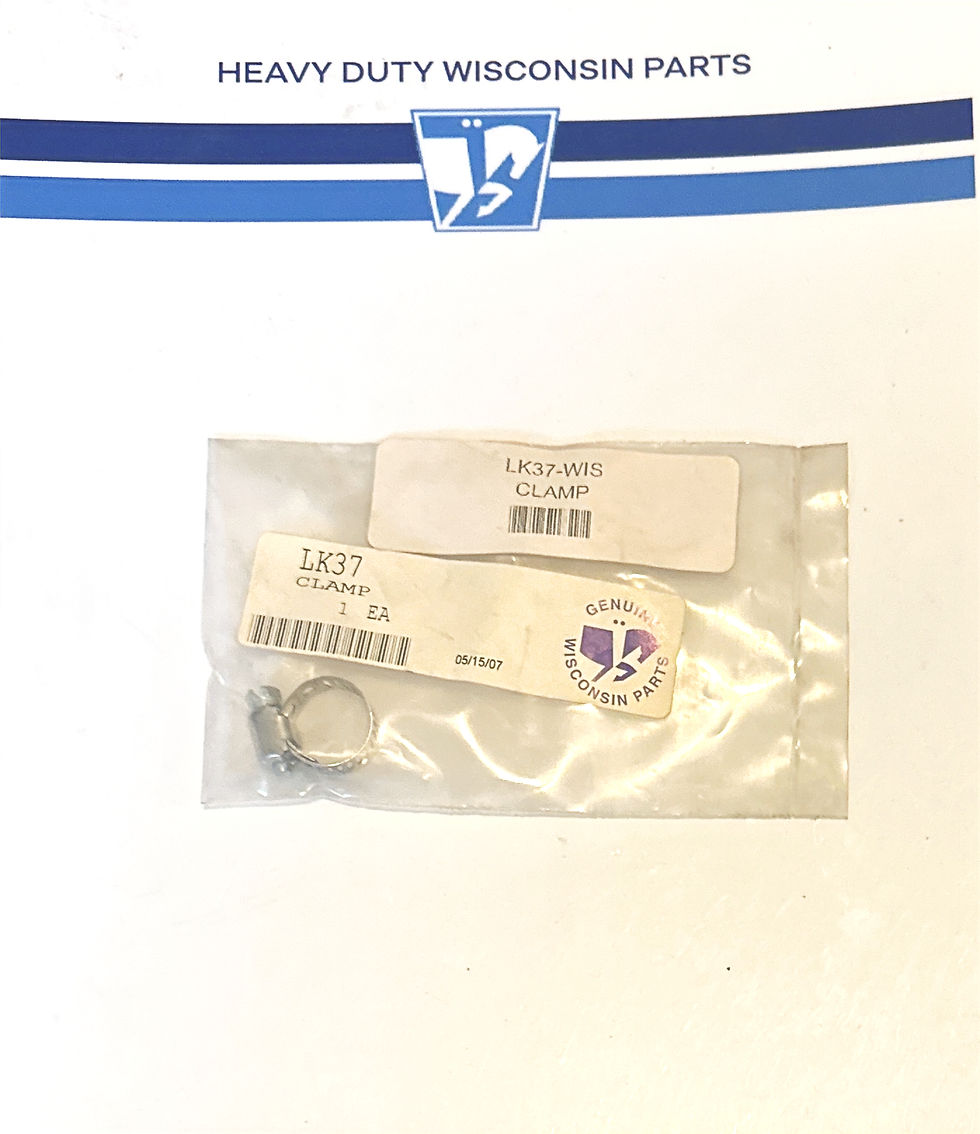 HEAVY DUTY WISCONSIN PARTS
LK37-WIS
CLAMP
LK37
CLAMP
1 EA
05/15/07
GENUINE
WISCONSIN PARTS